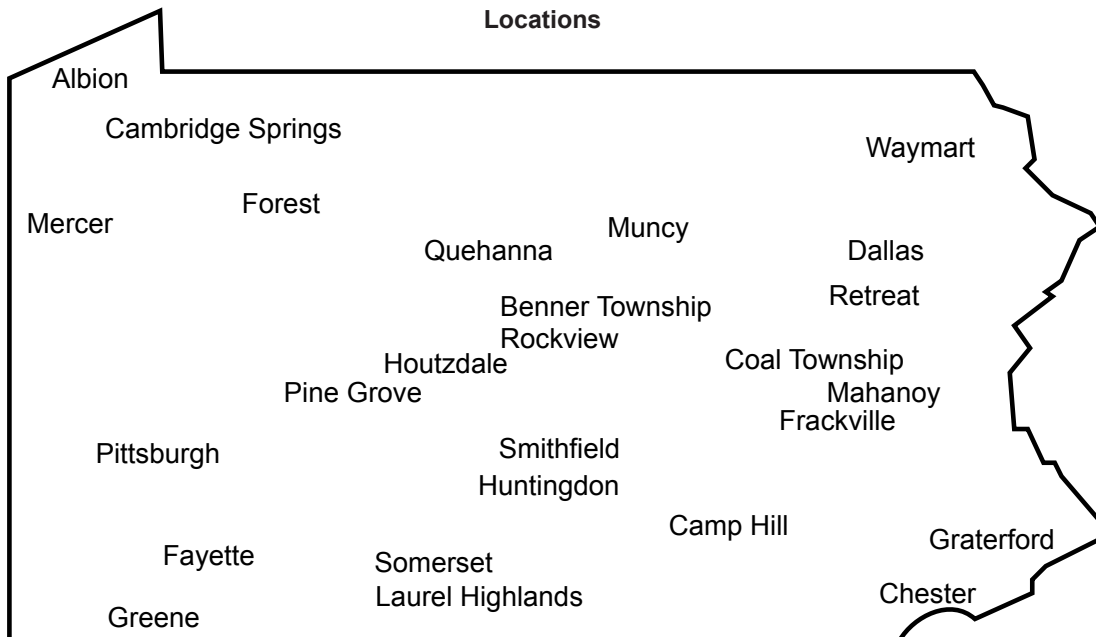 Locations
Albion
Cambridge Springs
Waymart
Forest
Mercer
Muncy
Quehanna
Dallas
Retreat
Benner Township
Rockview
Houtzdale
Coal Township
Pine Grove
Mahanoy
Frackville
Pittsburgh
Smithfield
Huntingdon
Camp Hill
Graterford
Fayette
Somerset
Laurel Highlands
Chester
Greene